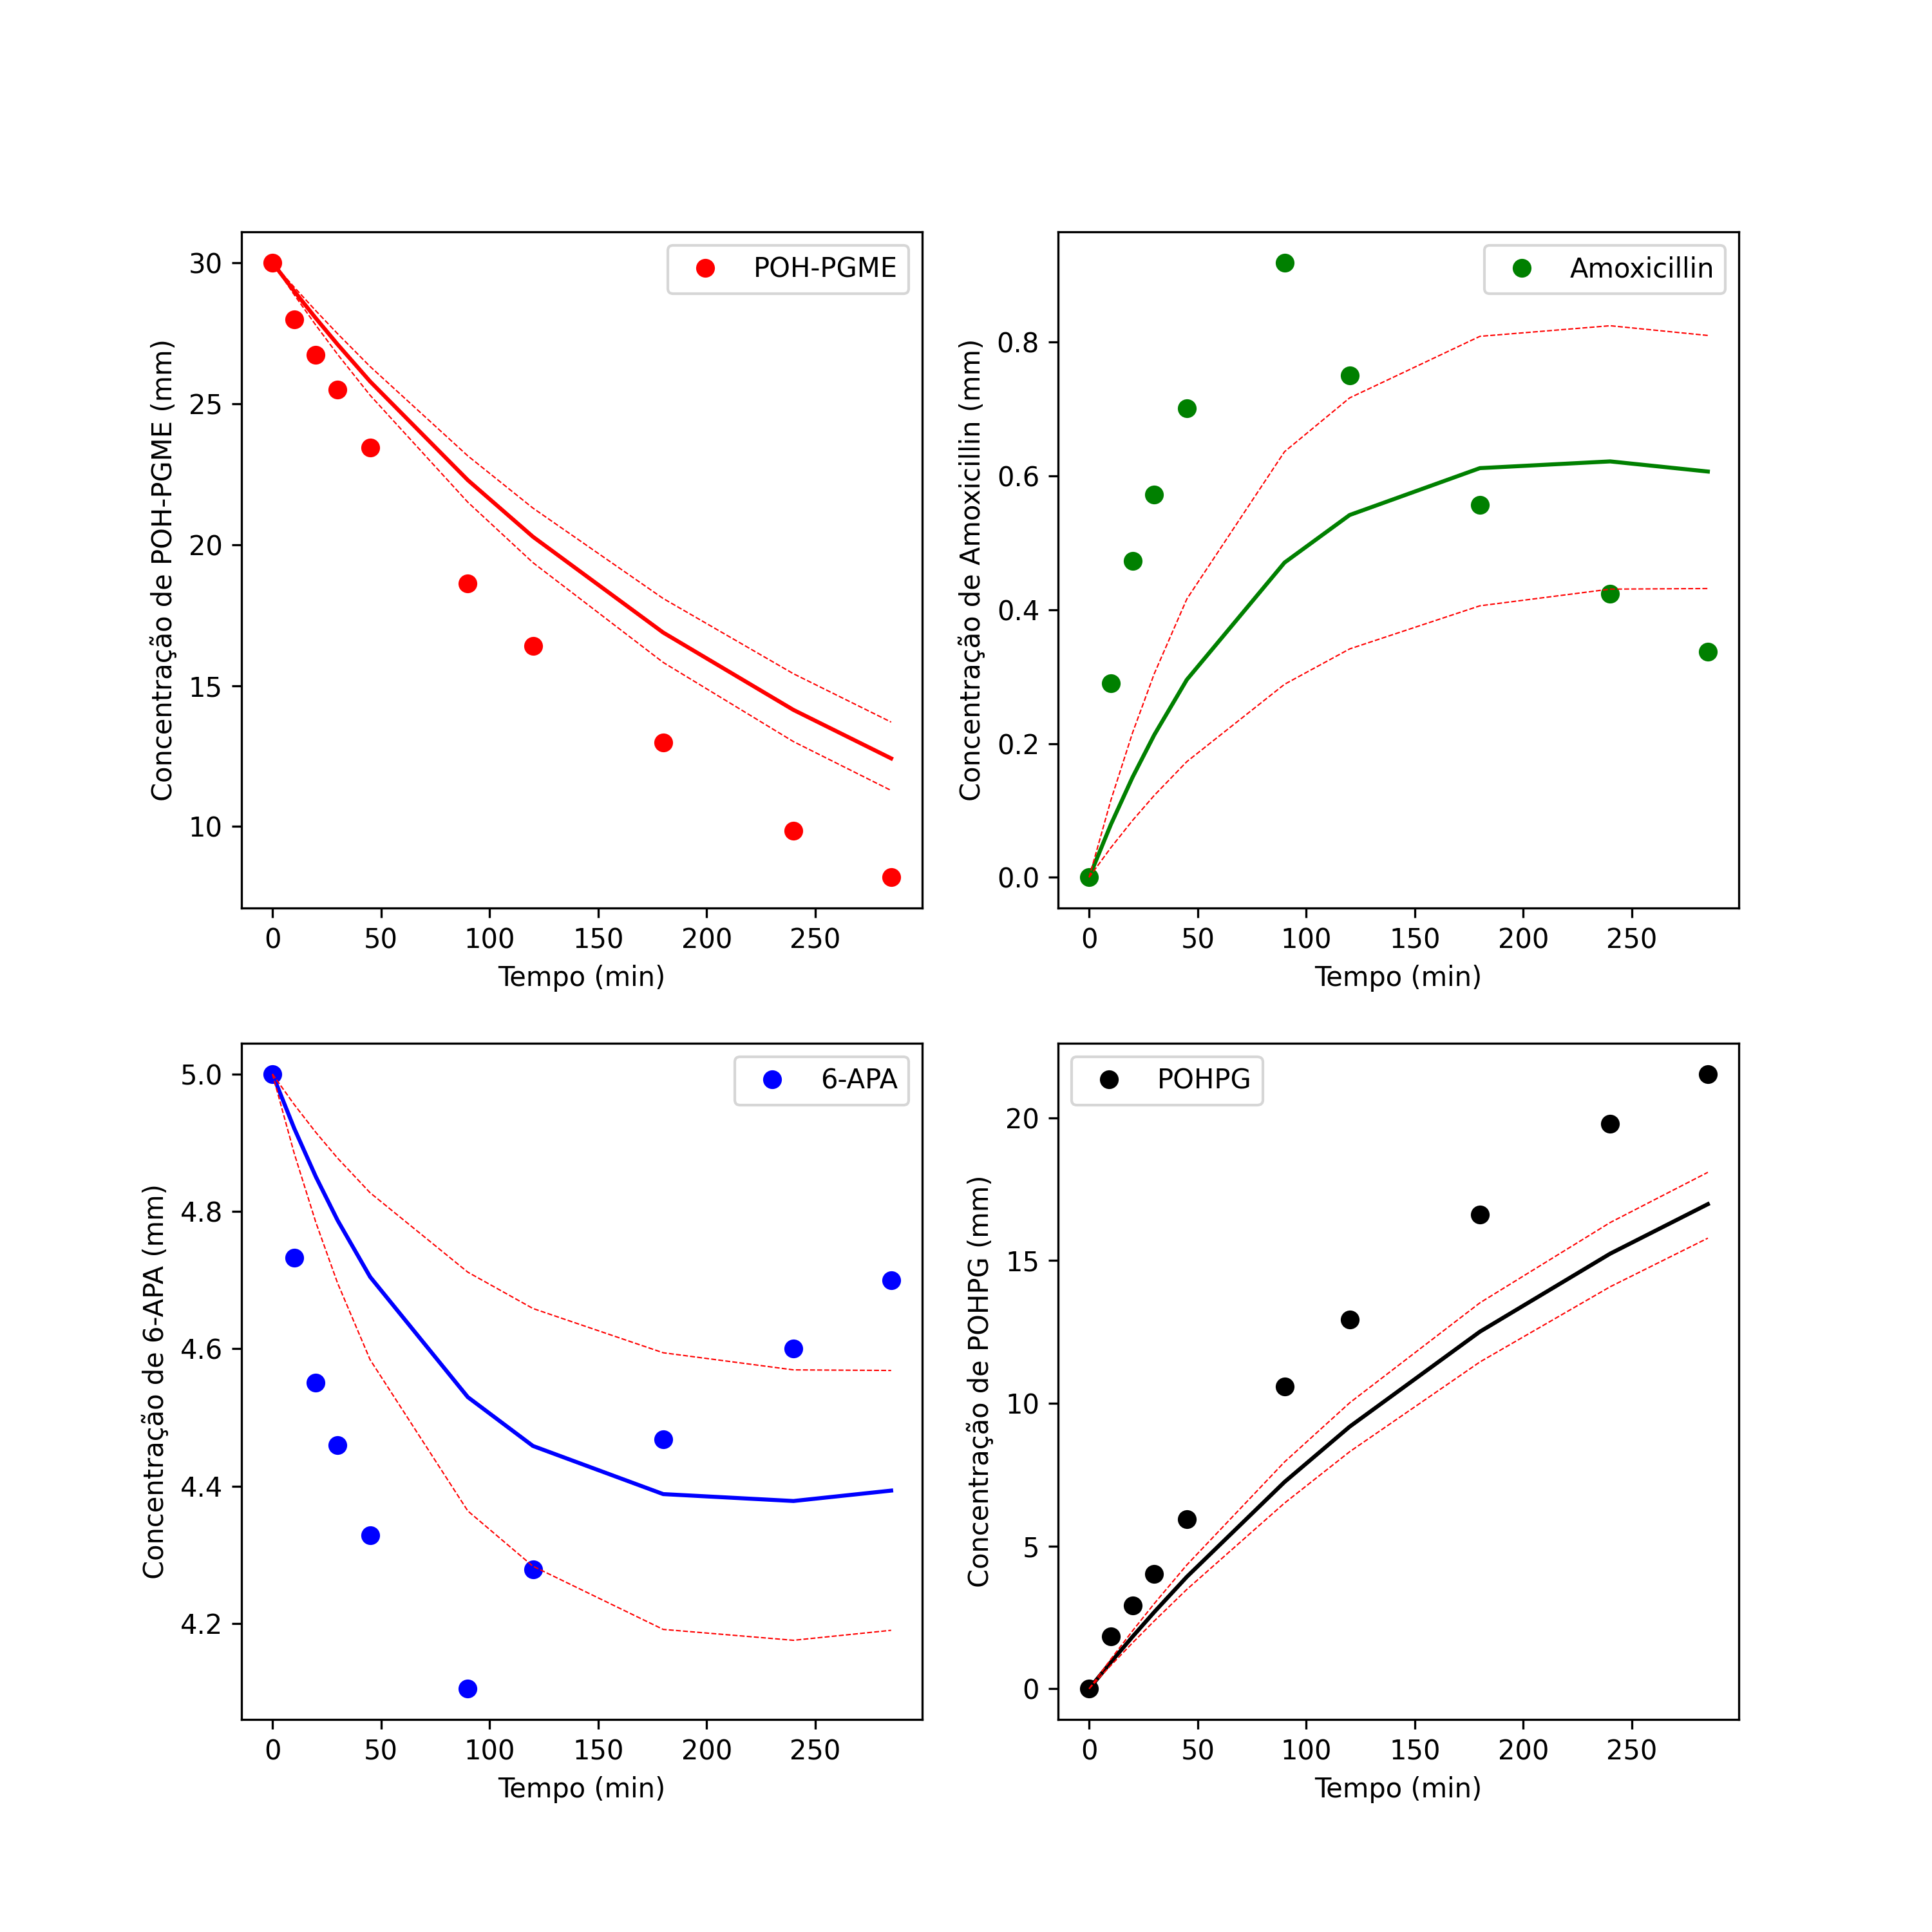 POH-PGME
Concentração de POH-PGME (mm)
30
25
20
15
10
0 50 100 150 200 250
Tempo (min)
Amoxicillin
Concentração de Amoxicillin (mm)
0.8
0.6
0.4
0.2
0.0
0 50 100 150 200 250
Tempo (min)
6-APA
Concentração de 6-APA (mm)
5.0
4.8
4.6
4.4
4.2
0 50 100 150 200 250
Tempo (min)
POHPG
Concentração de POHPG (mm)
20
15
10
5
0
0 50 100 150 200 250
Tempo (min)